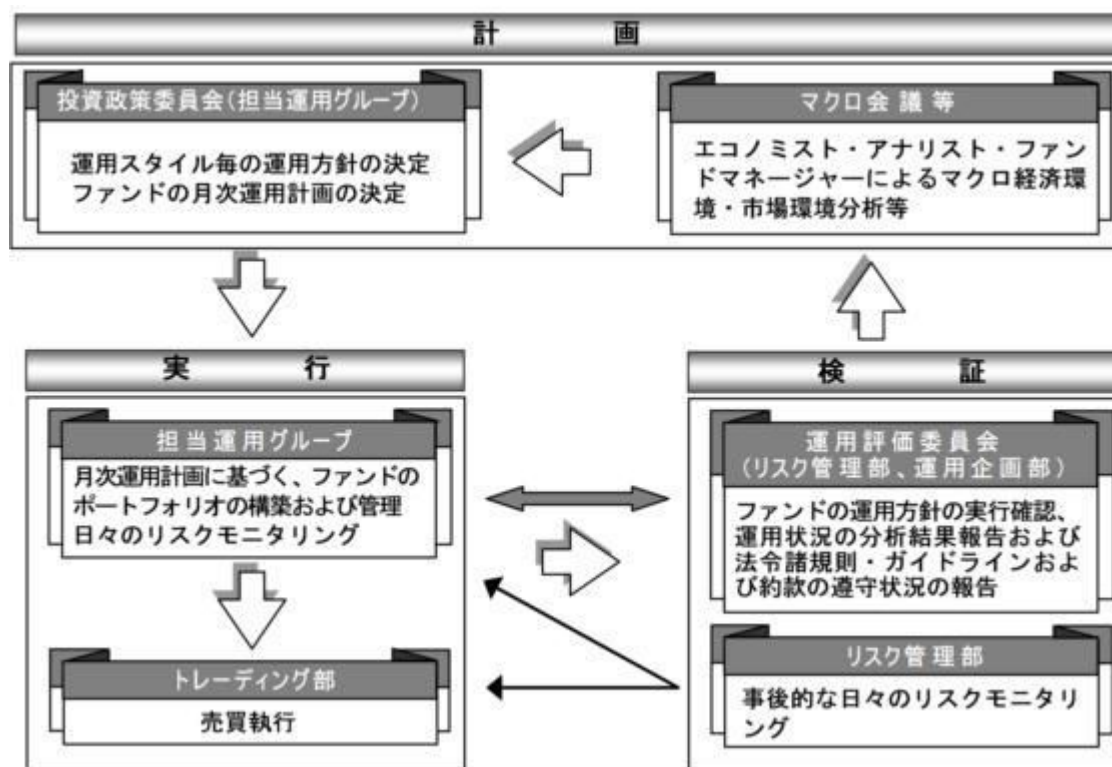 計画
投資政策委員会(担当運用グループ)
運用スタイル毎の運用方針の決定
ファンドの月次運用計画の決定
マクロ会議等
エコノミスト・アナリスト・ファン
ドマネージャーによるマクロ経済環
境・市場環境分析等
実行
担当運用グループ
月次運用計画に基づく、ファンドの
ポートフォリオの構築および管理
日々のリスクモニタリング
トレーディング部
売買執行
検証
運用評価委員会
(リスク管理部、運用企画部)
ファンドの運用方針の実行確認、
運用状況の分析結果報告および
法令諸規則・ガイドラインおよ
び約款の遵守状況の報告
リスク管理部
事後的な日々のリスクモニタリ
ング